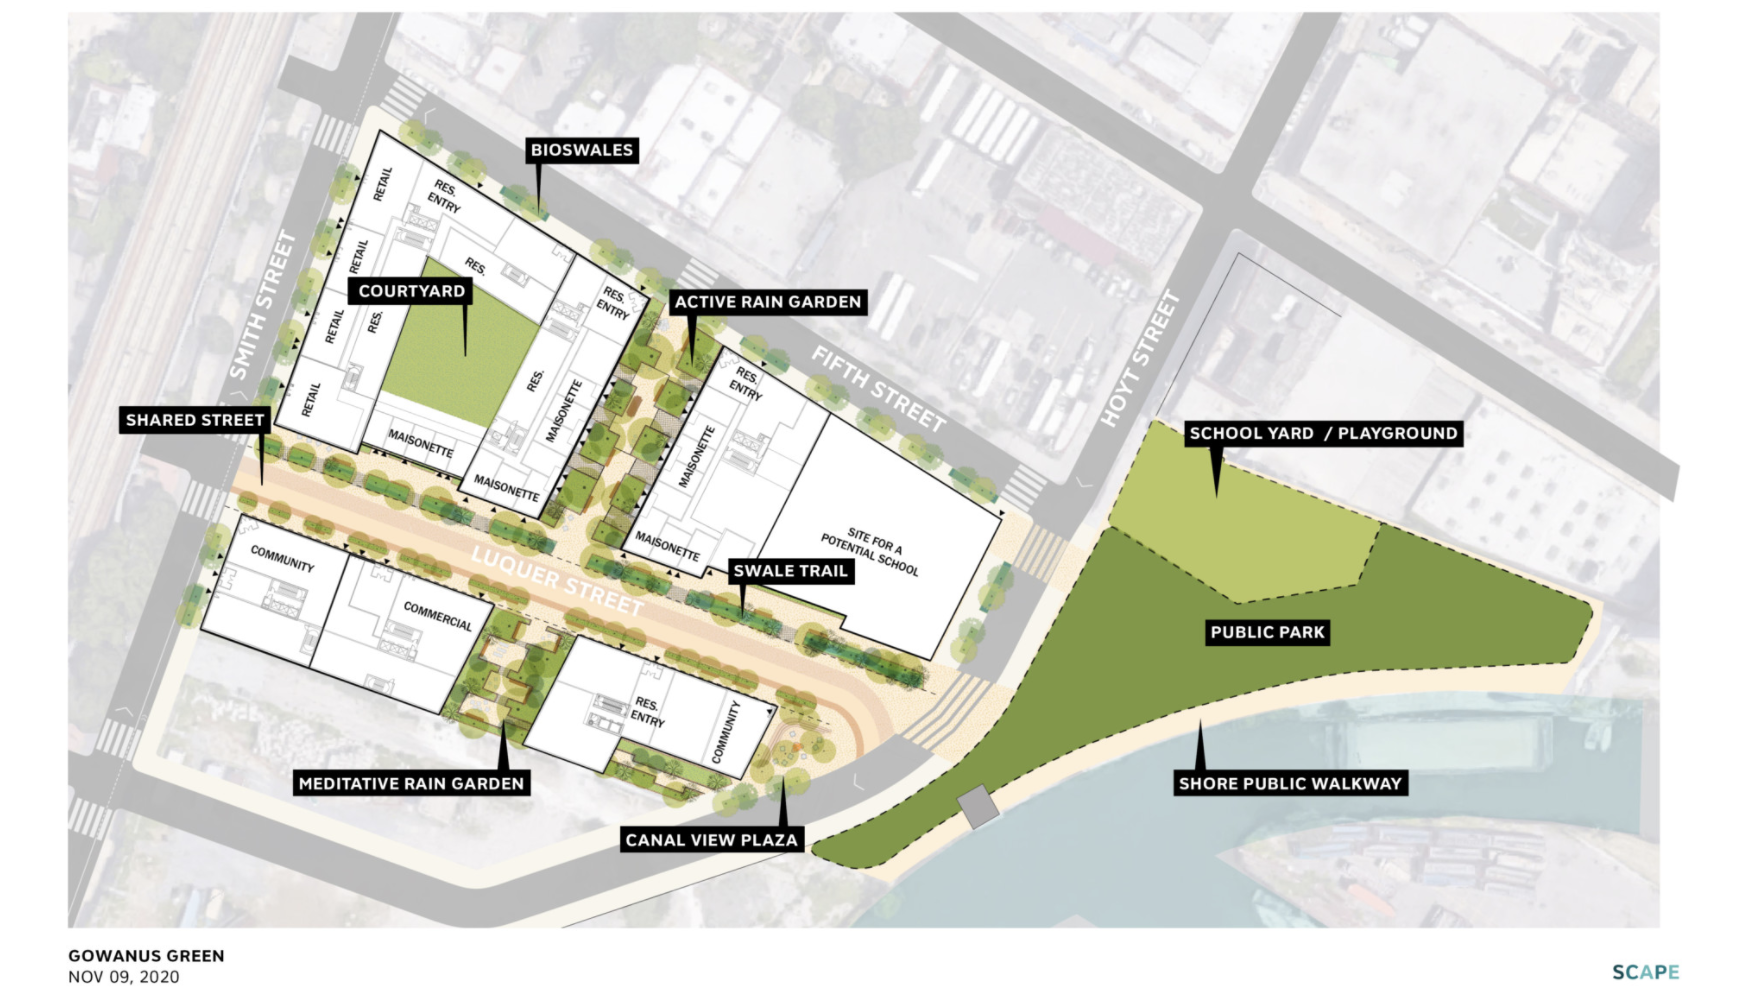 BIOSWALES
RETAIL
RES.
ENTRY
RETAIL
RES.
COURTYARD
RES.
ENTRY
ACTIVE RAIN GARDEN
SMITH STREET
RETAIL
RES.
FIFTH STREET
HOYT STREET
RES.
RES.
ENTRY
RETAIL
MAISONETTE
SHARED STREET
MAISONETTE
MAISONETTE
SCHOOL YARD / PLAYGROUND
MAISONETTE
SITE FOR A
POTENTIAL SCHOOL
MAISONETTE
COMMUNITY
LUQUER STREET
SWALE TRAIL
COMMERCIAL
PUBLIC PARK
RES.
ENTRY
COMMUNITY
MEDITATIVE RAIN GARDEN
SHORE PUBLIC WALKWAY
CANAL VIEW PLAZA
GOWANUS GREEN
NOV 09, 2020
SCAPE